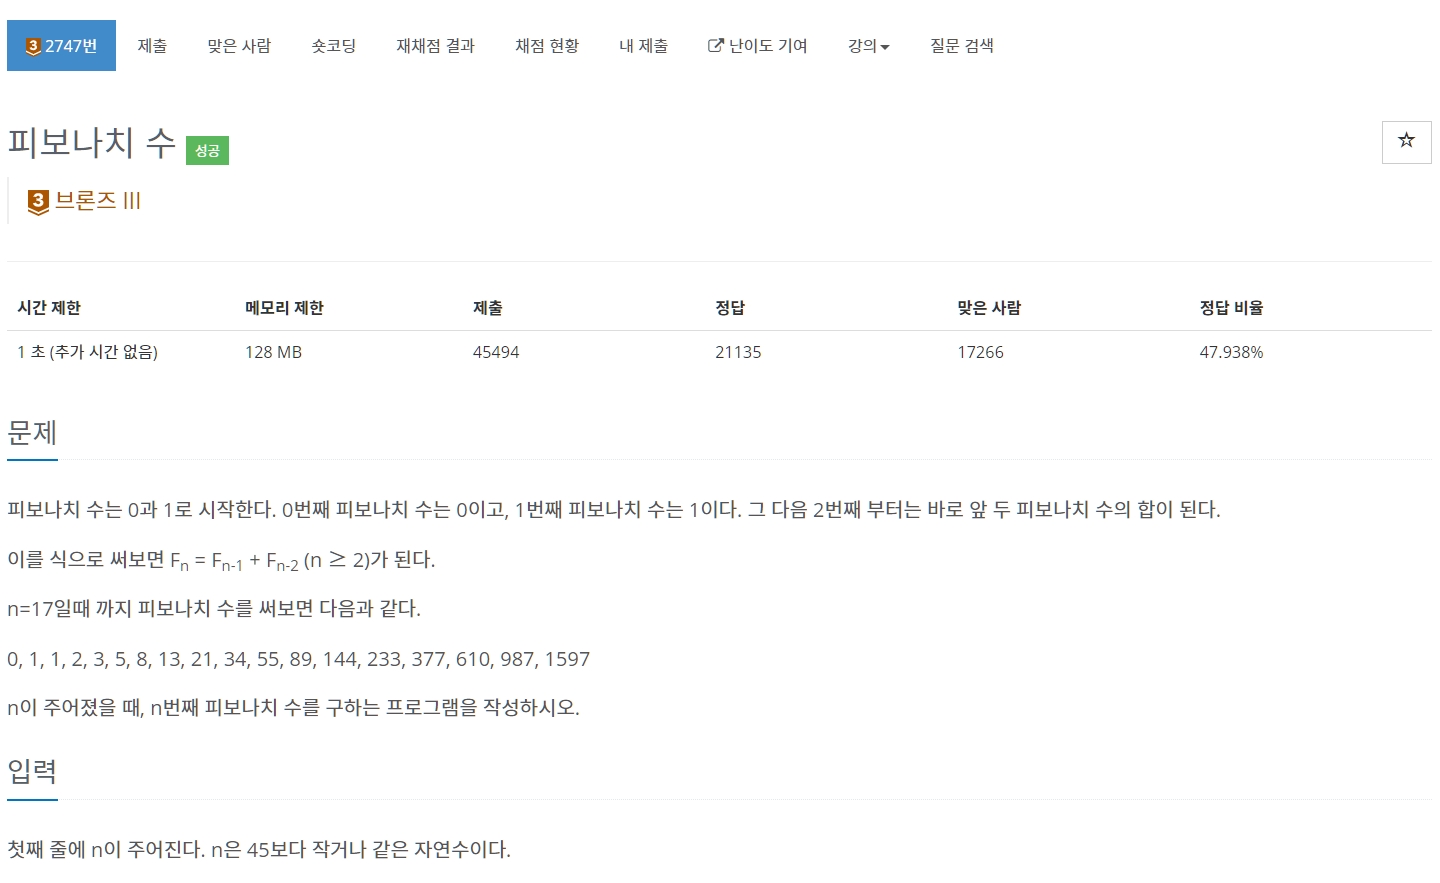 3 2747번 제출 맞은 사람 숏코딩 재채점 결과 채점 현황 내 제출 난이도 기여 강의 질문 검색
피보나치 수 성공
3 브론즈 III
시간 제한 메모리 제한 제출 정답 맞은 사람 정답 비율
1 초 (추가 시간 없음) 128 MB 45494 21135 17266 47.938%
문제
피보나치 수는 0과 1로 시작한다. 0번째 피보나치 수는 0이고, 1번째 피보나치 수는 1이다. 그 다음 2번째 부터는 바로 앞 두 피보나치 수의 합이 된다.
이를 식으로 써보면 Fn = Fn-1 + Fn-2 (n ≥ 2)가 된다.
n=17일때 까지 피보나치 수를 써보면 다음과 같다.
0, 1, 1, 2, 3, 5, 8, 13, 21, 34, 55, 89, 144, 233, 377, 610, 987, 1597
n이 주어졌을 때, n번째 피보나치 수를 구하는 프로그램을 작성하시오.
입력
첫째 줄에 n이 주어진다. n은 45보다 작거나 같은 자연수이다.